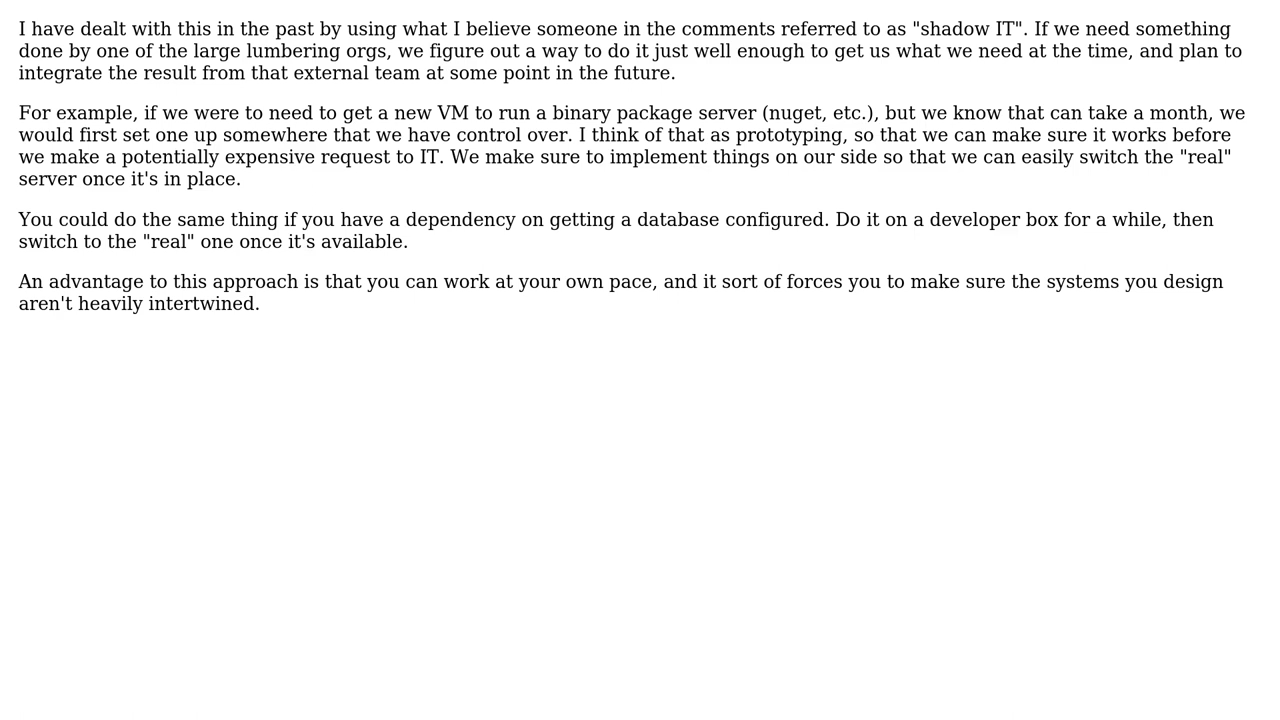 I have dealt with this in the past by using what I believe someone in the comments referred to as "shadow IT". If we need something
done by one of the large lumbering orgs, we figure out a way to do it just well enough to get us what we need at the time, and plan to
integrate the result from that external team at some point in the future.
For example, if we were to need to get a new VM to run a binary package server (nuget, etc.), but we know that can take a month, we
would first set one up somewhere that we have control over. I think of that as prototyping, so that we can make sure it works before
we make a potentially expensive request to IT. We make sure to implement things on our side so that we can easily switch the "real"
server once it's in place.
You could do the same thing if you have a dependency on getting a database configured. Do it on a developer box for a while, then
switch to the "real" one once it's available.
An advantage to this approach is that you can work at your own pace, and it sort of forces you to make sure the systems you design
aren't heavily intertwined.